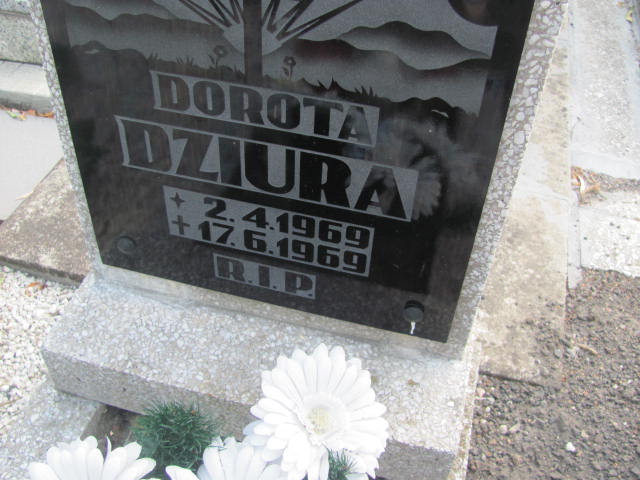 DOROTA
DZIURA
2.4.1969
† 17.6.1969
R.I.P.